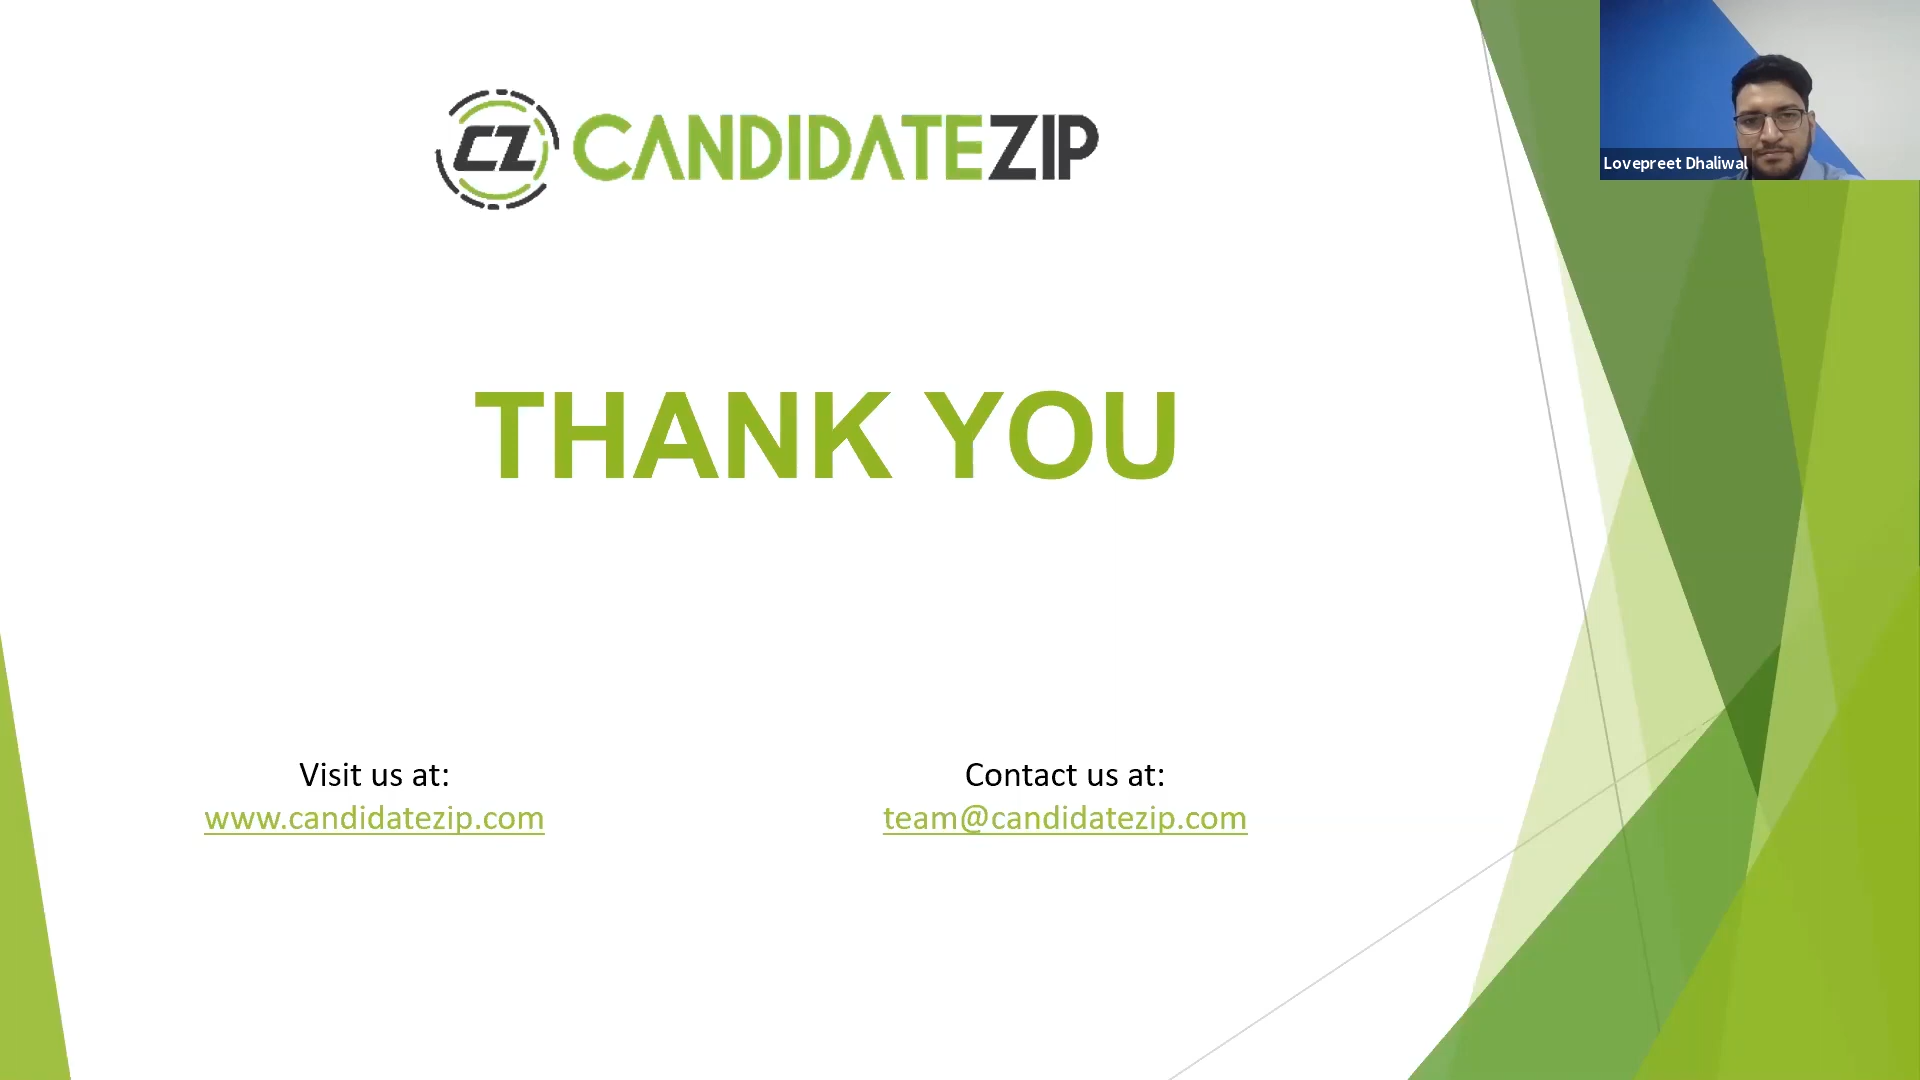 CZ CANDIDATEZIP
Lovepreet Dhaliwal
THANK YOU
Visit us at:
www.candidatezip.com
Contact us at:
team@candidatezip.com